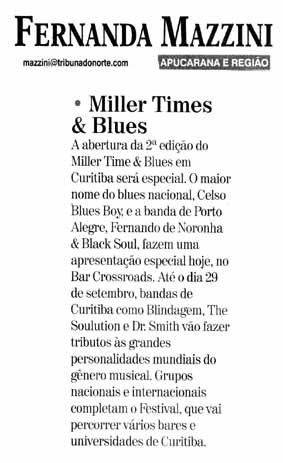 FERNANDA MAZZINI
mazzini@tribunadonorte.com APUCARANA E REGIÃO
• Miller Times
& Blues
A abertura da 2ª edição do
Miller Time & Blues em
Curitiba será especial. O maior
nome do blues nacional, Celso
Blues Boy, e a banda de Porto
Alegre, Fernando de Noronha
& Black Soul, fazem uma
apresentação especial hoje, no
Bar Crossroads. Até o dia 29
de setembro, bandas de
Curitiba como Blindagem, The
Soulution e Dr. Smith vão fazer
tributos às grandes
personalidades mundiais do
gênero musical. Grupos
nacionais e internacionais
completam o Festival, que vai
percorrer vários bares e
universidades de Curitiba.